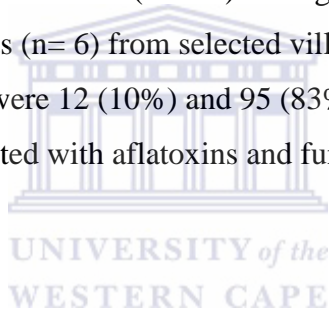 s (n= 6) from selected vill
were 12 (10%) and 95 (83%
ted with aflatoxins and fu
UNIVERSITY of the
WESTERN CAPE